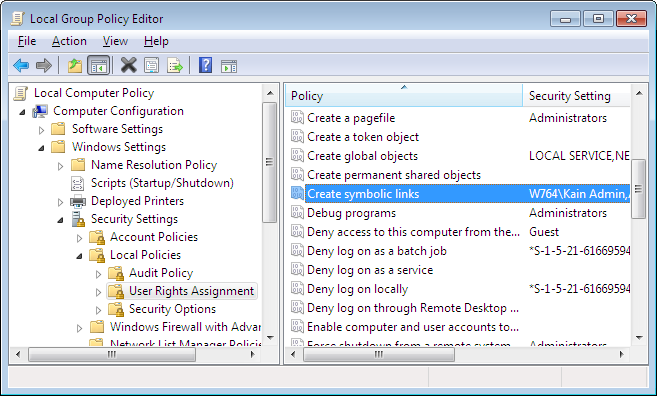 Local Group Policy Editor
File Action View Help
Local Computer Policy
Computer Configuration
Software Settings
Windows Settings
Name Resolution Policy
Scripts (Startup/Shutdown)
Deployed Printers
Security Settings
Account Policies
Local Policies
Audit Policy
User Rights Assignment
Security Options
Windows Firewall with Advan
Network List Manager Policies
Policy Security Setting
Create a pagefile Administrators
Create a token object
Create global objects LOCAL SERVICE,NE
Create permanent shared objects
Create symbolic links W764\Kain Admin,
Debug programs Administrators
Deny access to this computer from the... Guest
Deny log on as a batch job *S-1-5-21-61669594
Deny log on as a service
Deny log on locally *S-1-5-21-61669594
Deny log on through Remote Desktop ...
Enable computer and user accounts to...
Force shutdown from a remote system Administrators